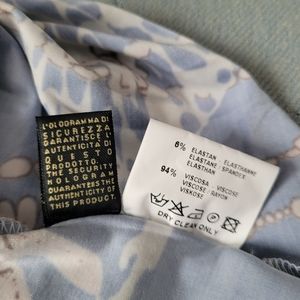 L'OLOGRAMMA DI
SICUREZZA
GARANTISCE L'
AUTENTICITÀ DI
QUESTO
PRODOTTO.
THE SECURITY
HOLOGRAM
GUARANTEES THE
AUTHENTICITY OF
THIS PRODUCT.
6% ELASTAN ELASTHANNE
ELASTANE SPANDEX
ELASTHAN
94% VISCOSA VISCOSE
VISCOSE RAYON
VISKOSE
DRY CLEAN ONLY